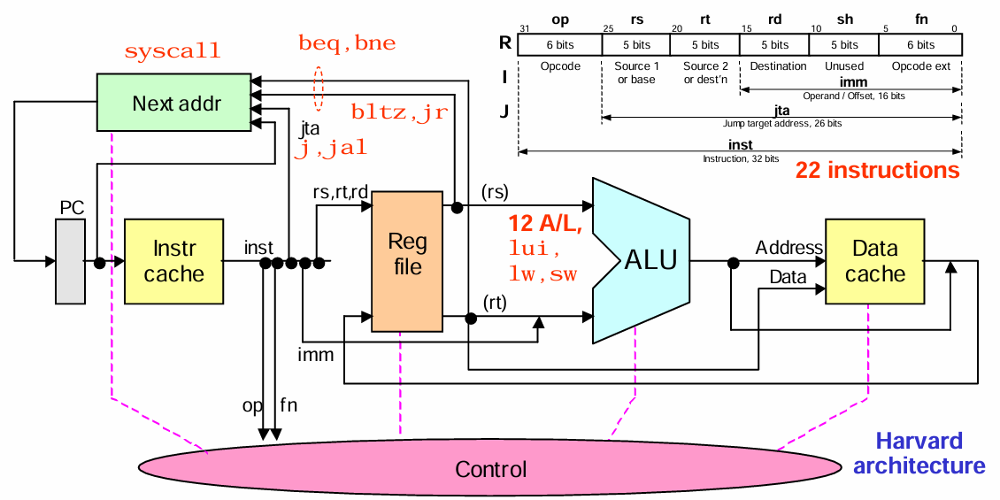 op rs rt rd sh fn
31 25 20 15 10 5 0
R 6 bits 5 bits 5 bits 5 bits 5 bits 6 bits
I Opcode Source 1 or base Source 2 or dest'n Destination Unused Opcode ext
imm
Operand / Offset, 16 bits
J
jta
Jump target address, 26 bits
inst
Instruction, 32 bits
22 instructions
syscall
beq,bne
Next addr
bltz,jr
jta
j,jal
rs,rt,rd
(rs)
PC
Instr
cache
inst
Reg
file
12 A/L,
lui,
lw,sw
ALU
Address
Data
Data
cache
(rt)
imm
op fn
Control
Harvard
architecture